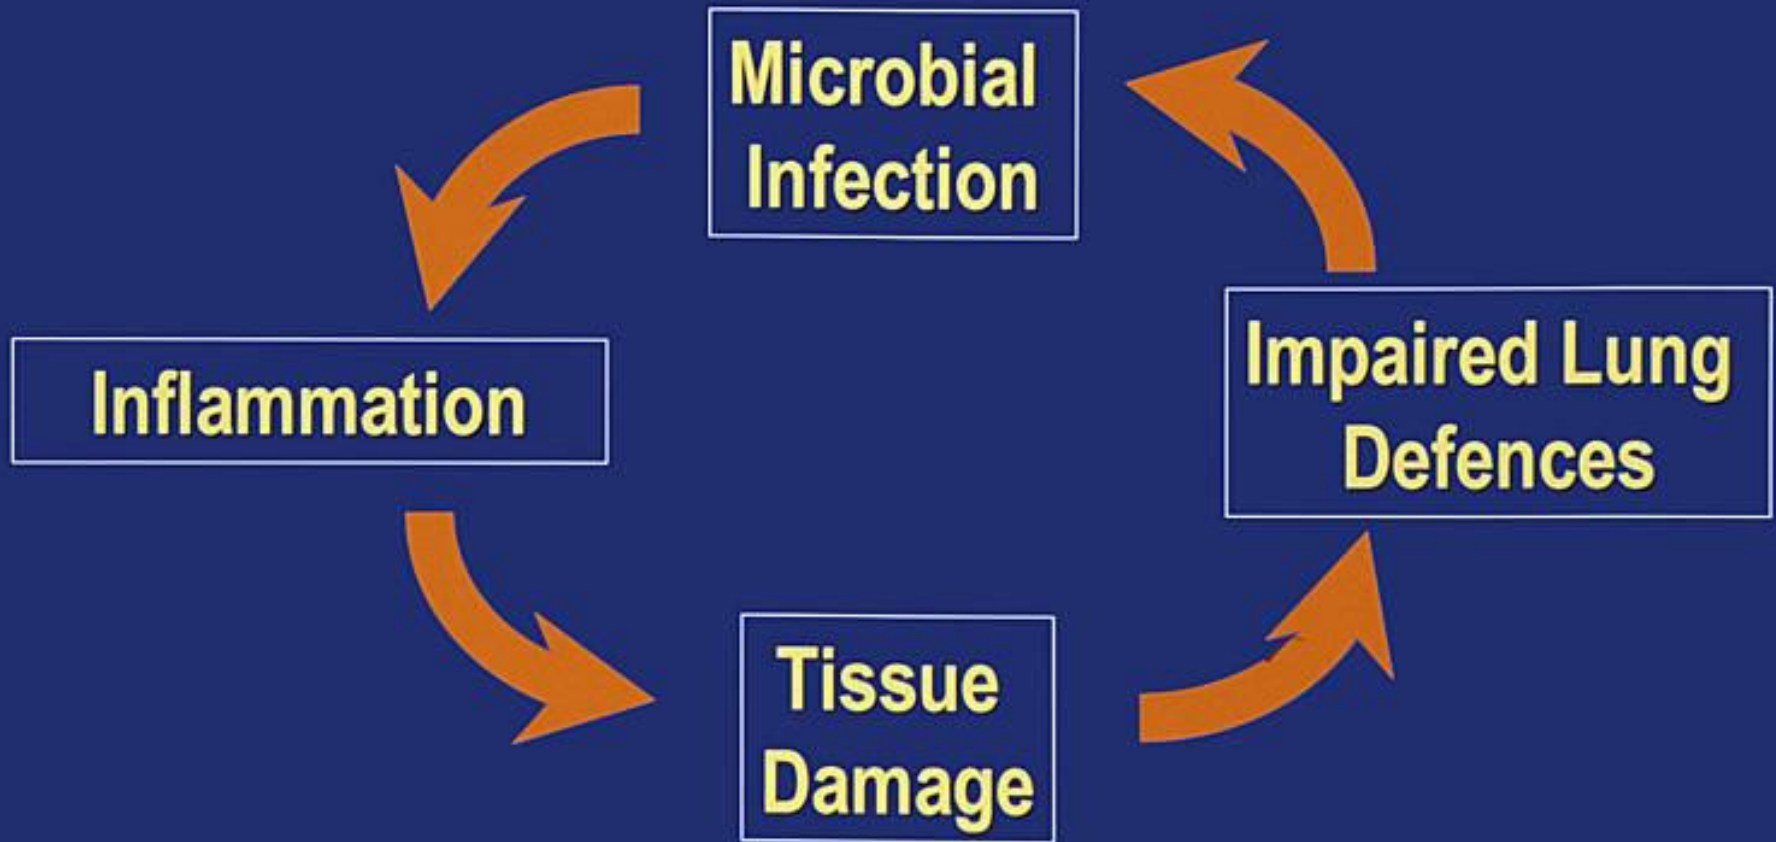 Microbial
Infection
Inflammation
Impaired Lung
Defences
Tissue
Damage